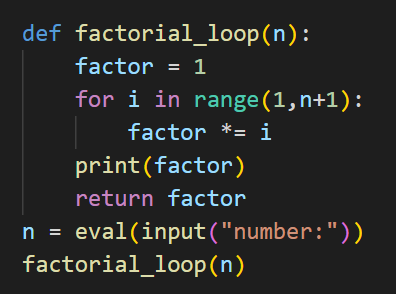 def factorial_loop(n):
    factor = 1
    for i in range(1,n+1):
        factor *= i
    print(factor)
    return factor
n = eval(input("number:"))
factorial_loop(n)